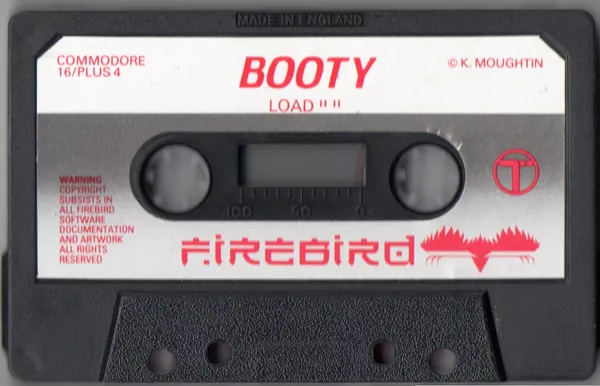 MADE IN ENGLAND
COMMODORE
16/PLUS 4
BOOTY
© K. MOUGHTIN
LOAD " "
WARNING
COPYRIGHT
SUBSISTS IN
ALL FIREBIRD
SOFTWARE
DOCUMENTATION
AND ARTWORK
ALL RIGHTS
RESERVED
100 50 0
FIREBIRD